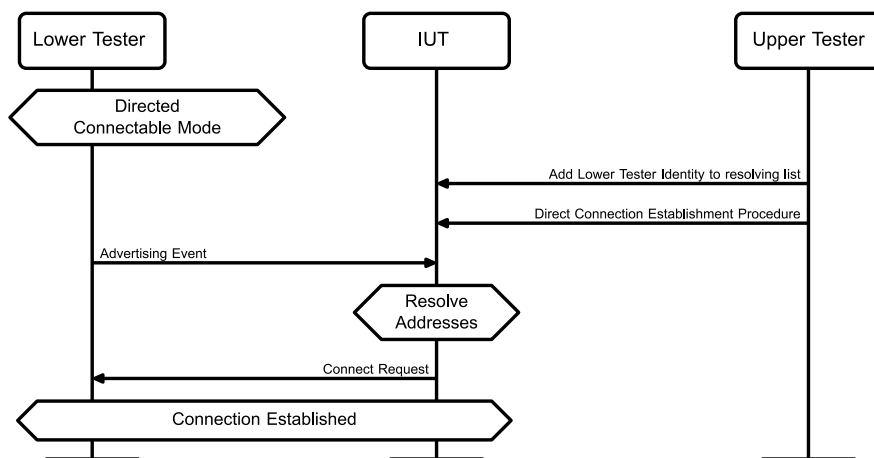 Lower Tester
IUT
Upper Tester
Directed
Connectable Mode
Add Lower Tester Identity to resolving list
Direct Connection Establishment Procedure
Advertising Event
Resolve
Addresses
Connect Request
Connection Established